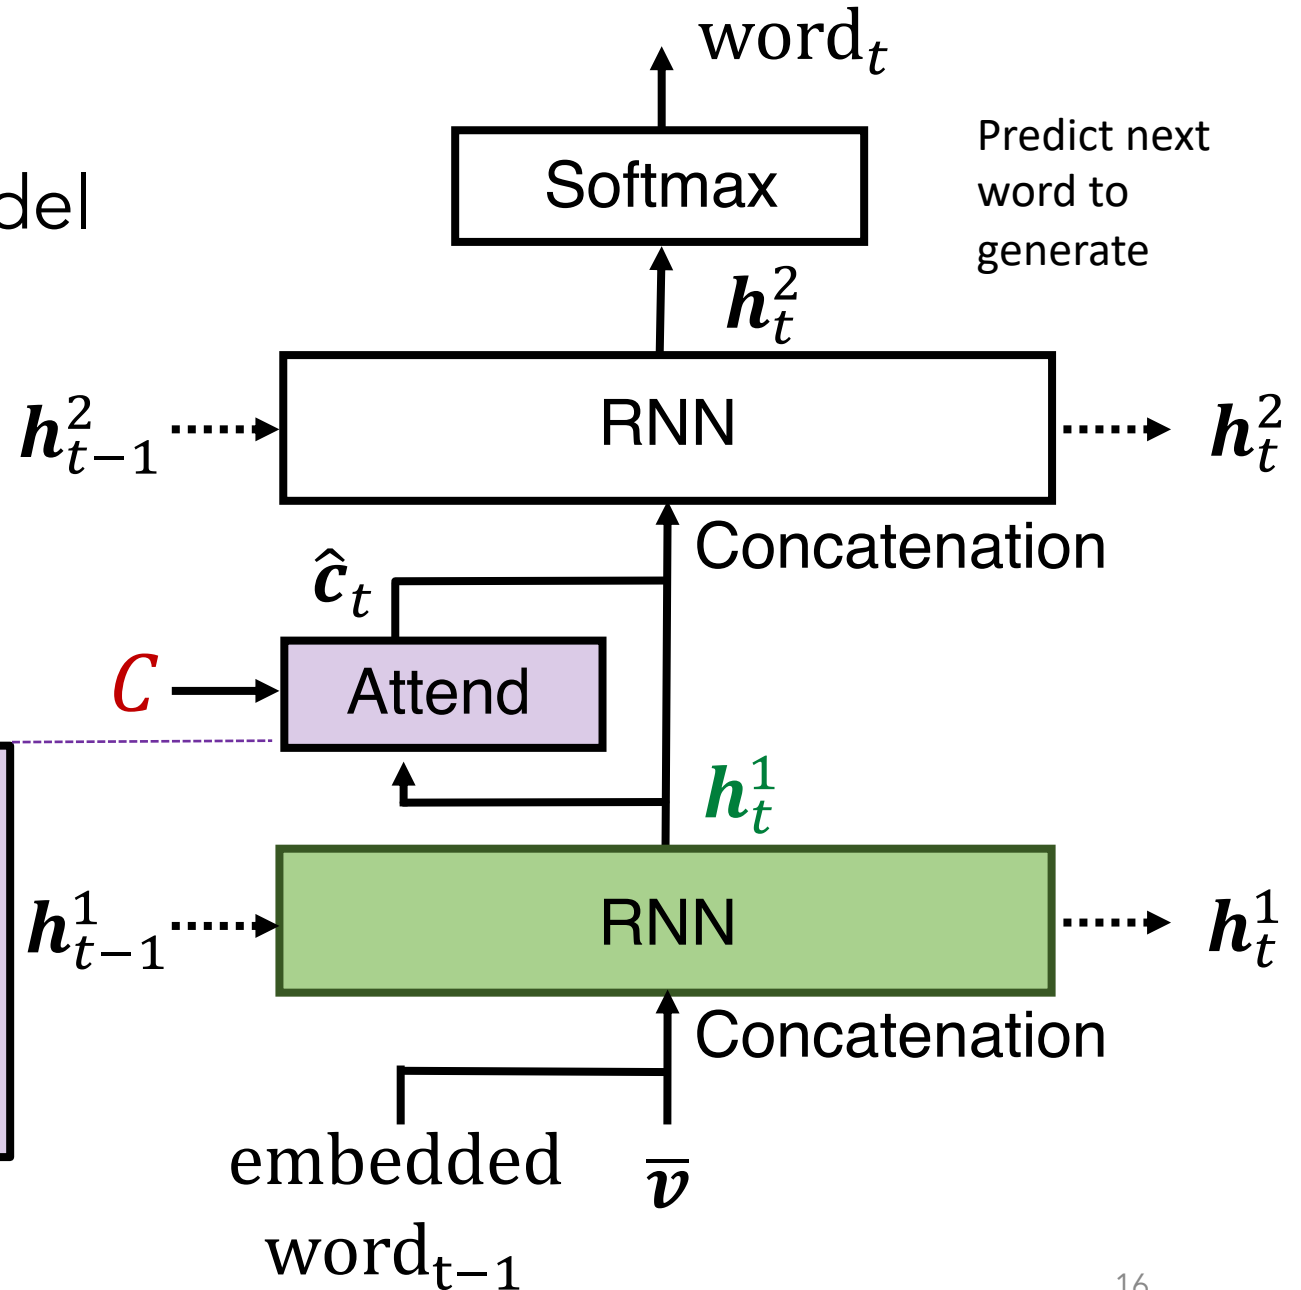 word_t
Softmax
Predict next
word to
generate
del
h_t^2
h_{t-1}^2
RNN
h_t^2
Concatenation
ĉ_t
C
Attend
h_t^1
h_{t-1}^1
RNN
h_t^1
Concatenation
embedded
word_{t-1}
v̅
16